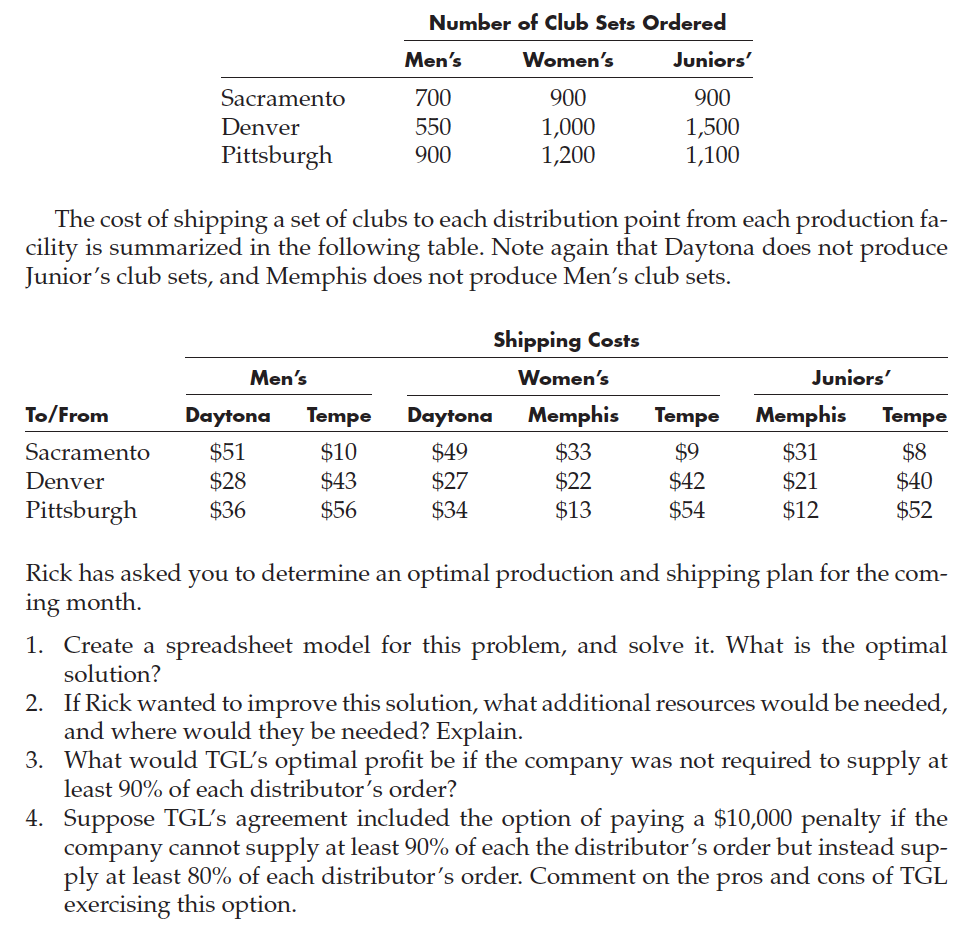 Number of Club Sets Ordered
Men's Women's Juniors'
Sacramento 700 900 900
Denver 550 1,000 1,500
Pittsburgh 900 1,200 1,100
The cost of shipping a set of clubs to each distribution point from each production fa-
cility is summarized in the following table. Note again that Daytona does not produce
Junior's club sets, and Memphis does not produce Men's club sets.
Shipping Costs
Men's Women's Juniors'
To/From Daytona Tempe Daytona Memphis Tempe Memphis Tempe
Sacramento $51 $10 $49 $33 $9 $31 $8
Denver $28 $43 $27 $22 $42 $21 $40
Pittsburgh $36 $56 $34 $13 $54 $12 $52
Rick has asked you to determine an optimal production and shipping plan for the com-
ing month.
1. Create a spreadsheet model for this problem, and solve it. What is the optimal
solution?
2. If Rick wanted to improve this solution, what additional resources would be needed,
and where would they be needed? Explain.
3. What would TGL's optimal profit be if the company was not required to supply at
least 90% of each distributor's order?
4. Suppose TGL's agreement included the option of paying a $10,000 penalty if the
company cannot supply at least 90% of each the distributor's order but instead sup-
ply at least 80% of each distributor's order. Comment on the pros and cons of TGL
exercising this option.